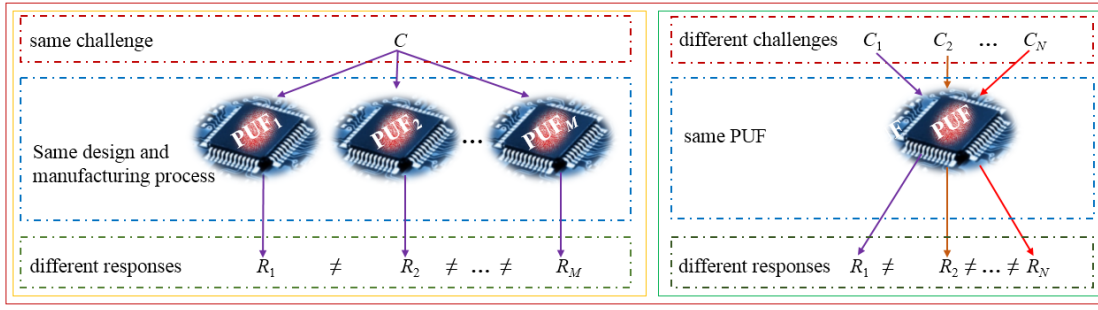 same challenge C
PUF1 PUF2 ... PUFM
Same design and
manufacturing process
different responses R1 ≠ R2 ≠ ... ≠ RM
different challenges C1 C2 ... CN
PUF
same PUF
different responses R1 ≠ R2 ≠ ... ≠ RN